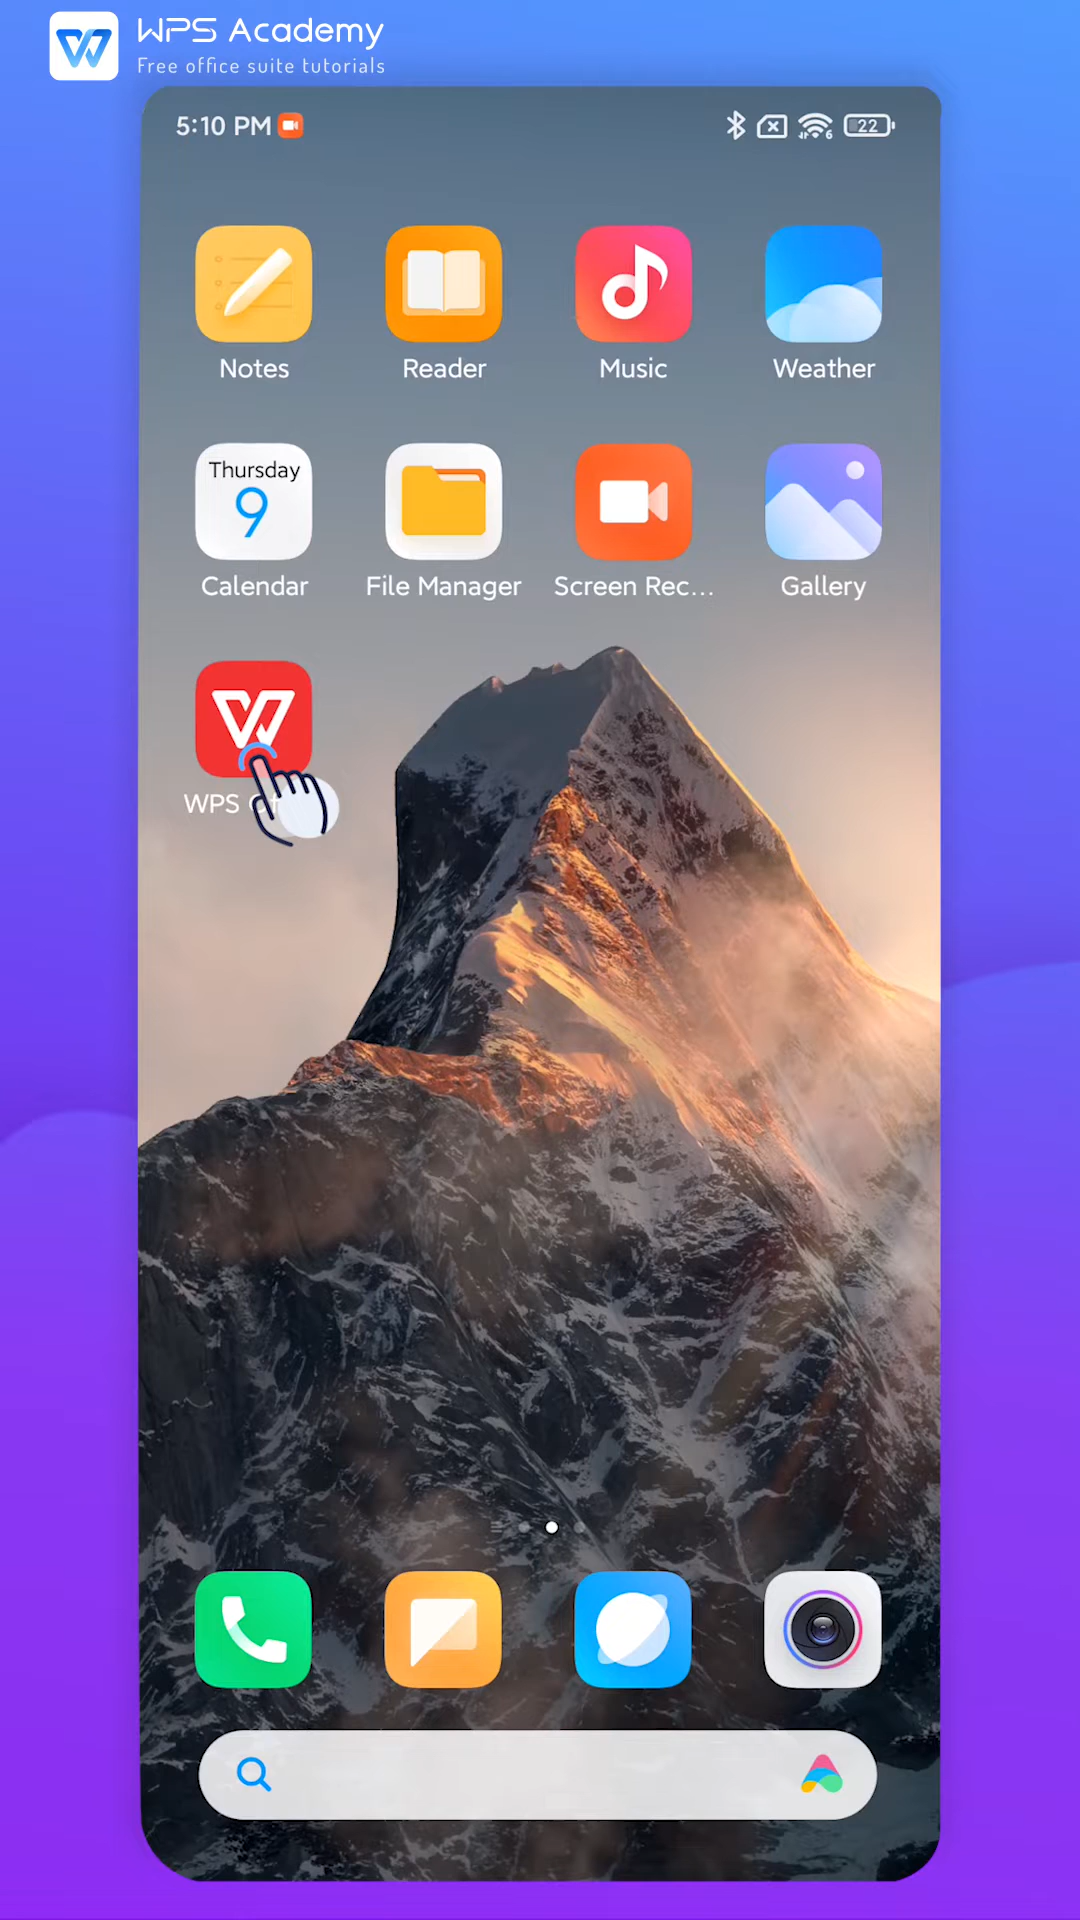 WPS Academy
Free office suite tutorials
5:10 PM
22
Notes
Reader
Music
Weather
Thursday
9
Calendar
File Manager
Screen Rec...
Gallery
WPS